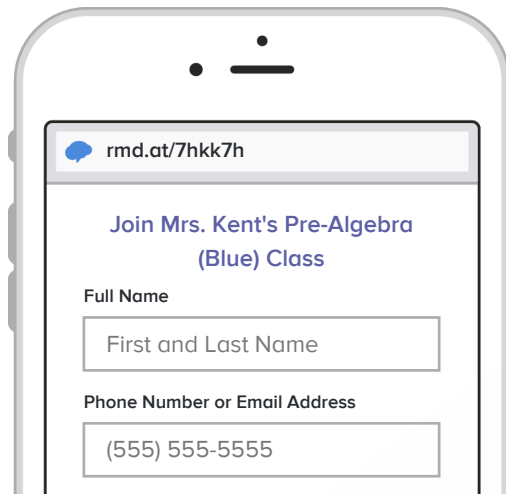 rmd.at/7hkk7h
Join Mrs. Kent's Pre-Algebra
(Blue) Class
Full Name
First and Last Name
Phone Number or Email Address
(555) 555-5555